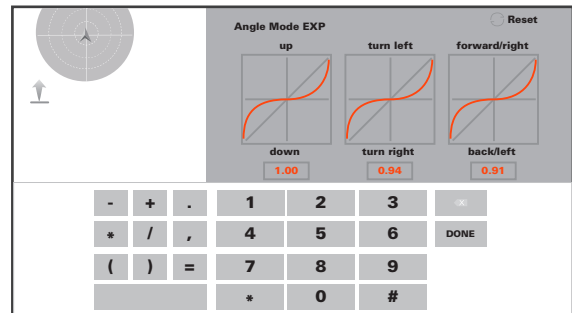 Angle Mode EXP
Reset
up turn left forward/right
down turn right back/left
1.00 0.94 0.91
- + . 1 2 3
* / , 4 5 6 DONE
( ) = 7 8 9
* 0 #